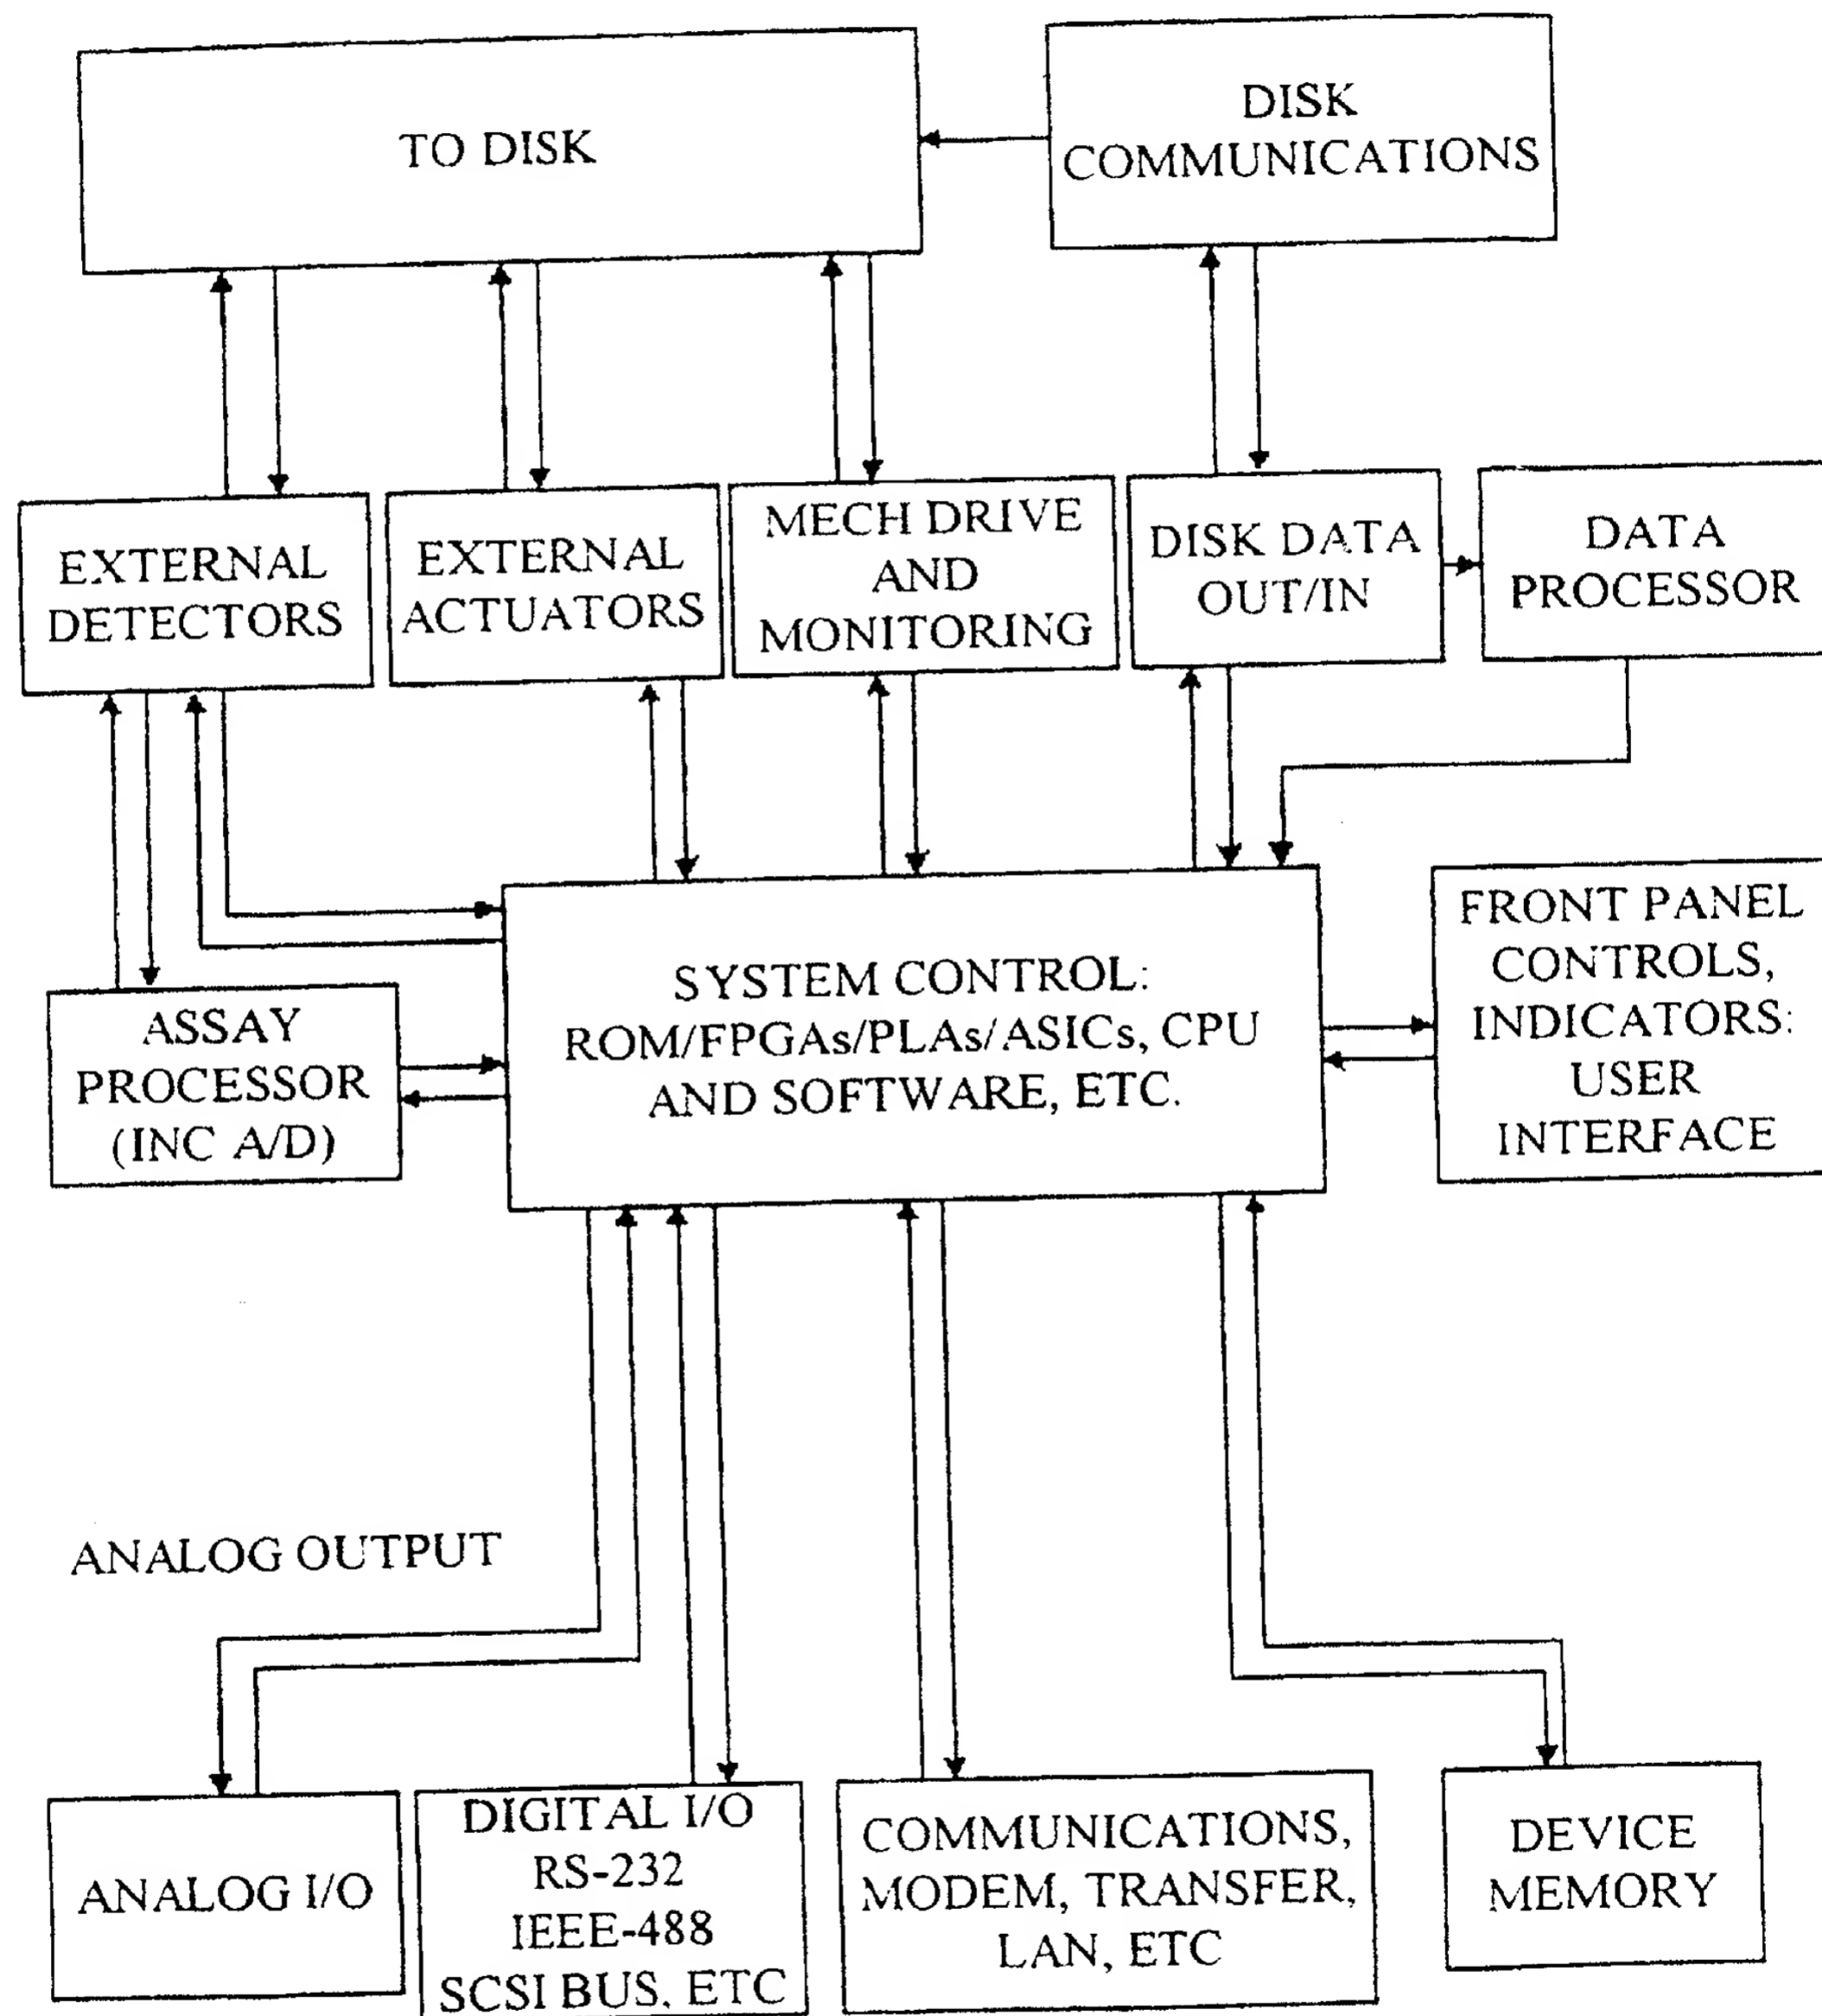 TO DISK
DISK
COMMUNICATIONS
EXTERNAL
DETECTORS
EXTERNAL
ACTUATORS
MECH DRIVE
AND
MONITORING
DISK DATA
OUT/IN
DATA
PROCESSOR
ASSAY
PROCESSOR
(INC A/D)
SYSTEM CONTROL:
ROM/FPGAs/PLAs/ASICs, CPU
AND SOFTWARE, ETC.
FRONT PANEL
CONTROLS,
INDICATORS:
USER
INTERFACE
ANALOG OUTPUT
ANALOG I/O
DIGITAL I/O
RS-232
IEEE-488
SCSI BUS, ETC
COMMUNICATIONS,
MODEM, TRANSFER,
LAN, ETC
DEVICE
MEMORY